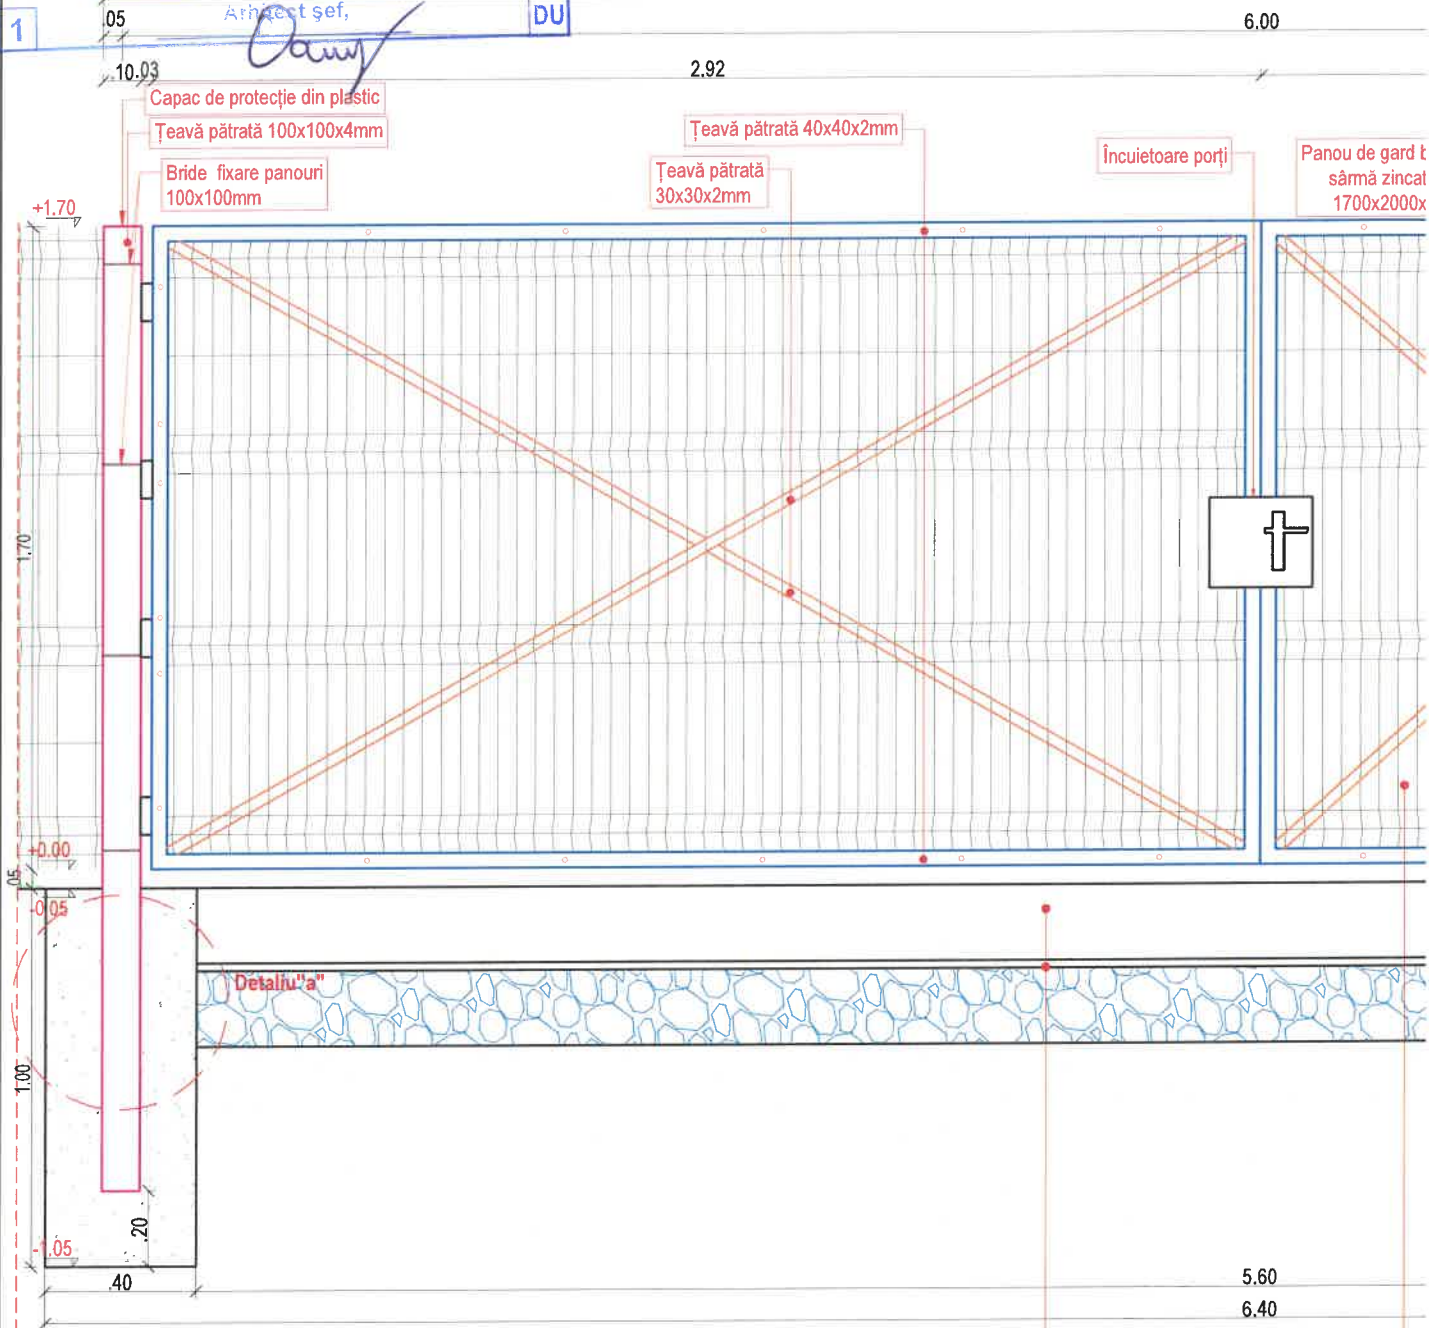 1
Arhitect șef,
DU
.05
6.00
.10
.03
2.92
Capac de protecție din plastic
Țeavă pătrată 100x100x4mm
Bride fixare panouri
100x100mm
Țeavă pătrată 40x40x2mm
Țeavă pătrată
30x30x2mm
Încuietoare porți
Panou de gard b
sârmă zincat
1700x2000x
+1.70
1.70
+0.00
.05
-0.05
Detaliu"a"
1.00
.20
-1.05
.40
5.60
6.40